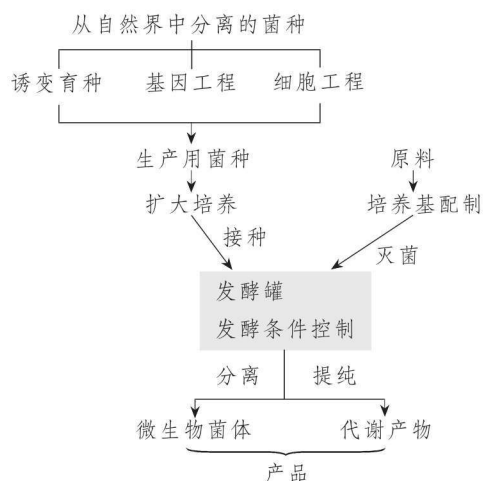 从自然界中分离的菌种
诱变育种 基因工程 细胞工程
生产用菌种 原料
扩大培养 培养基配制
接种 灭菌
发酵罐
发酵条件控制
分离 提纯
微生物菌体 代谢产物
产品